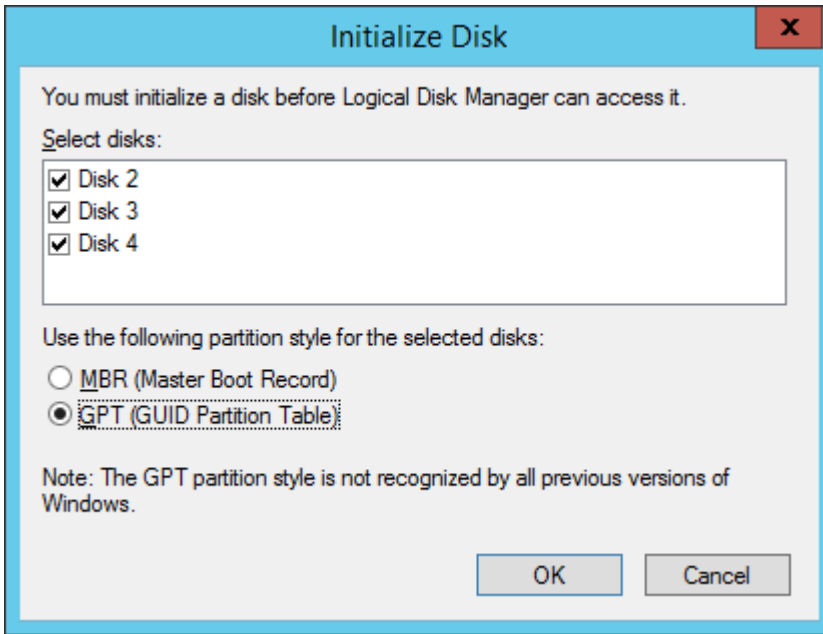 Initialize Disk
x
You must initialize a disk before Logical Disk Manager can access it.
Select disks:
Disk 2
Disk 3
Disk 4
Use the following partition style for the selected disks:
MBR (Master Boot Record)
GPT (GUID Partition Table)
Note: The GPT partition style is not recognized by all previous versions of
Windows.
OK
Cancel